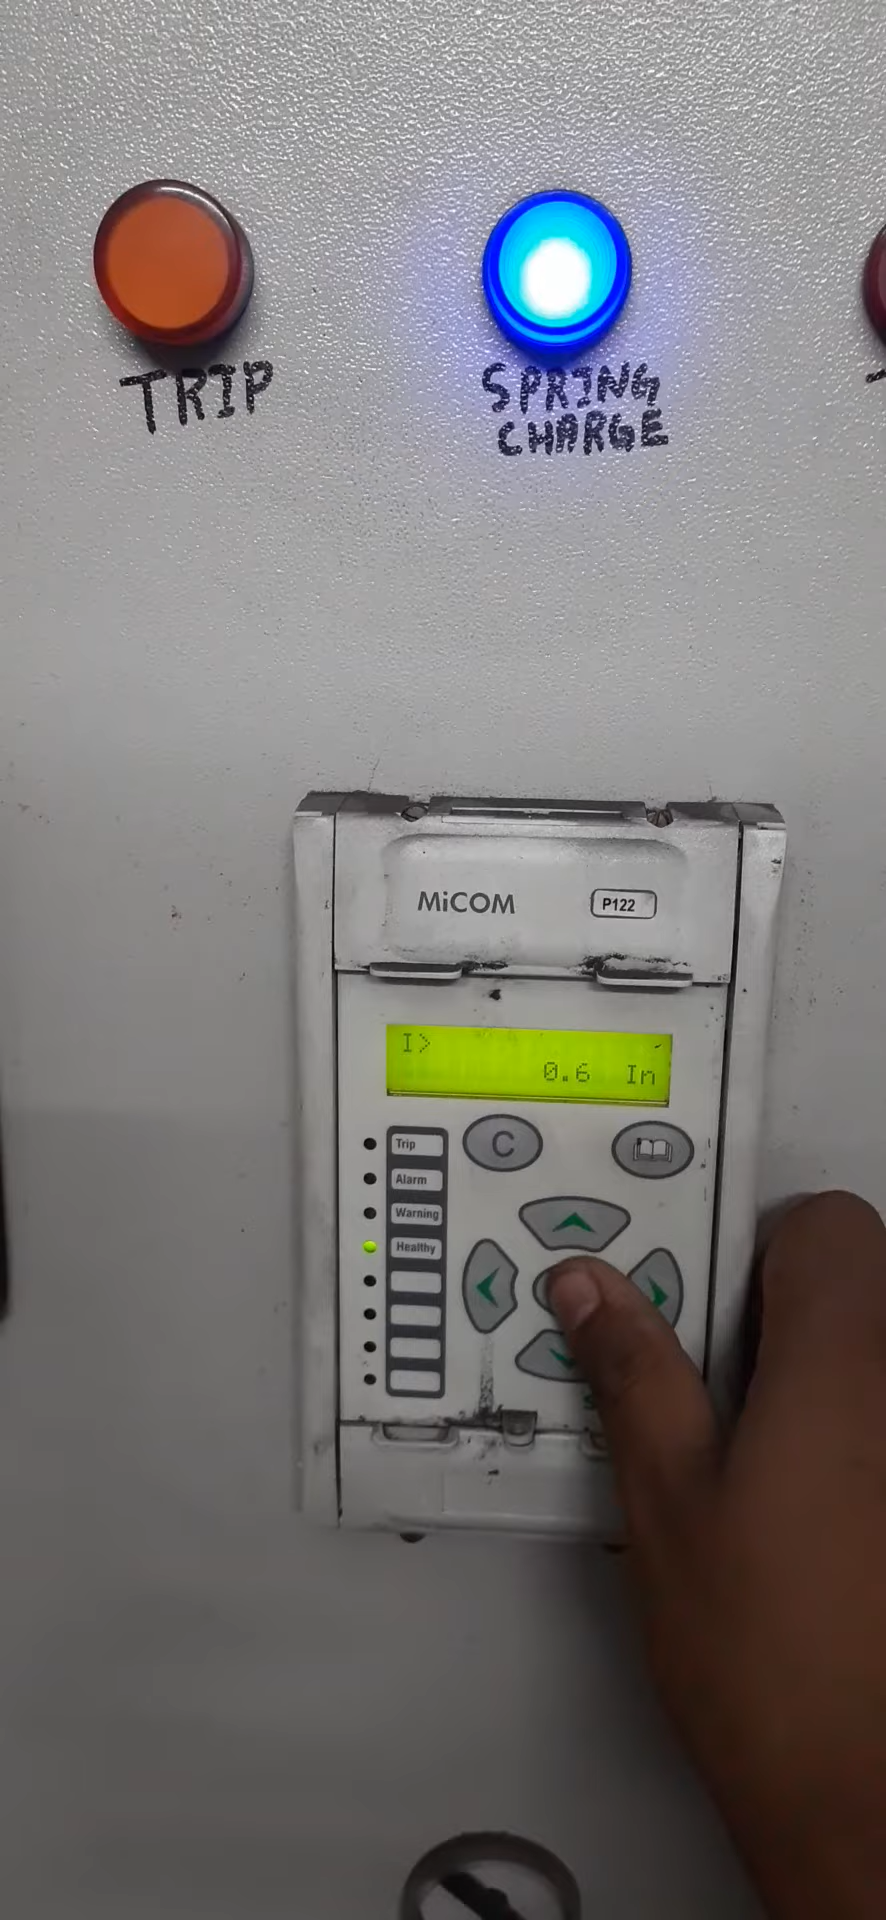 TRIP
SPRING
CHARGE
MiCOM
P122
I>
0.6 In
C
Trip
Alarm
Warning
Healthy